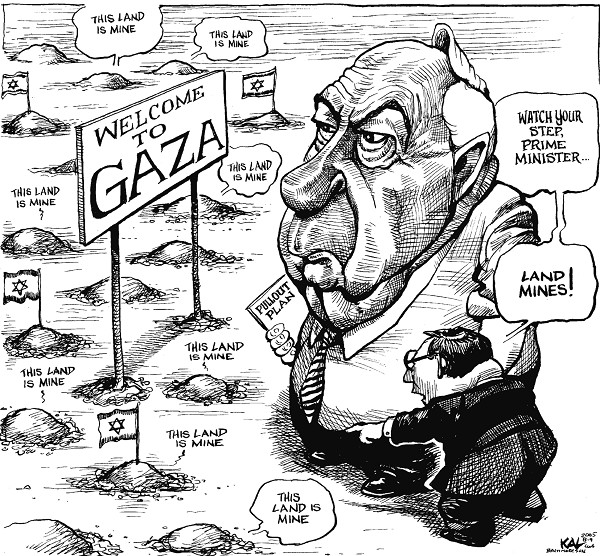 THIS LAND
IS MINE
THIS LAND
IS MINE
WELCOME
TO
GAZA
WATCH YOUR
STEP,
PRIME
MINISTER...
THIS LAND
IS MINE
THIS LAND
IS MINE
LAND
MINES!
PULLOUT
PLAN
THIS LAND
IS MINE
THIS LAND
IS MINE
THIS LAND
IS MINE
THIS
LAND IS
MINE
2005
KAL